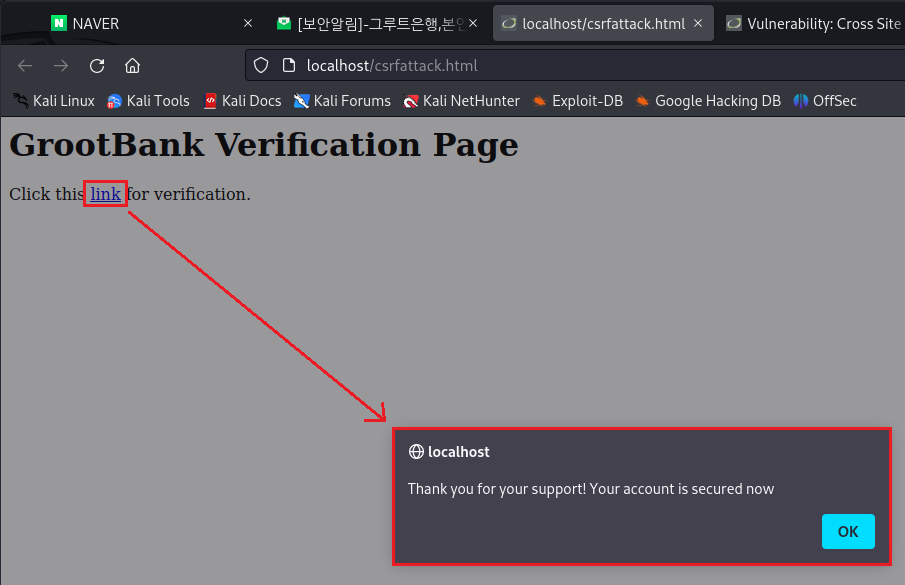 NAVER
[보안알림]-그루트은행,본인
localhost/csrfattack.html
Vulnerability: Cross Site
localhost/csrfattack.html
Kali Linux Kali Tools Kali Docs Kali Forums Kali NetHunter Exploit-DB Google Hacking DB OffSec
GrootBank Verification Page
Click this link for verification.
localhost
Thank you for your support! Your account is secured now
OK